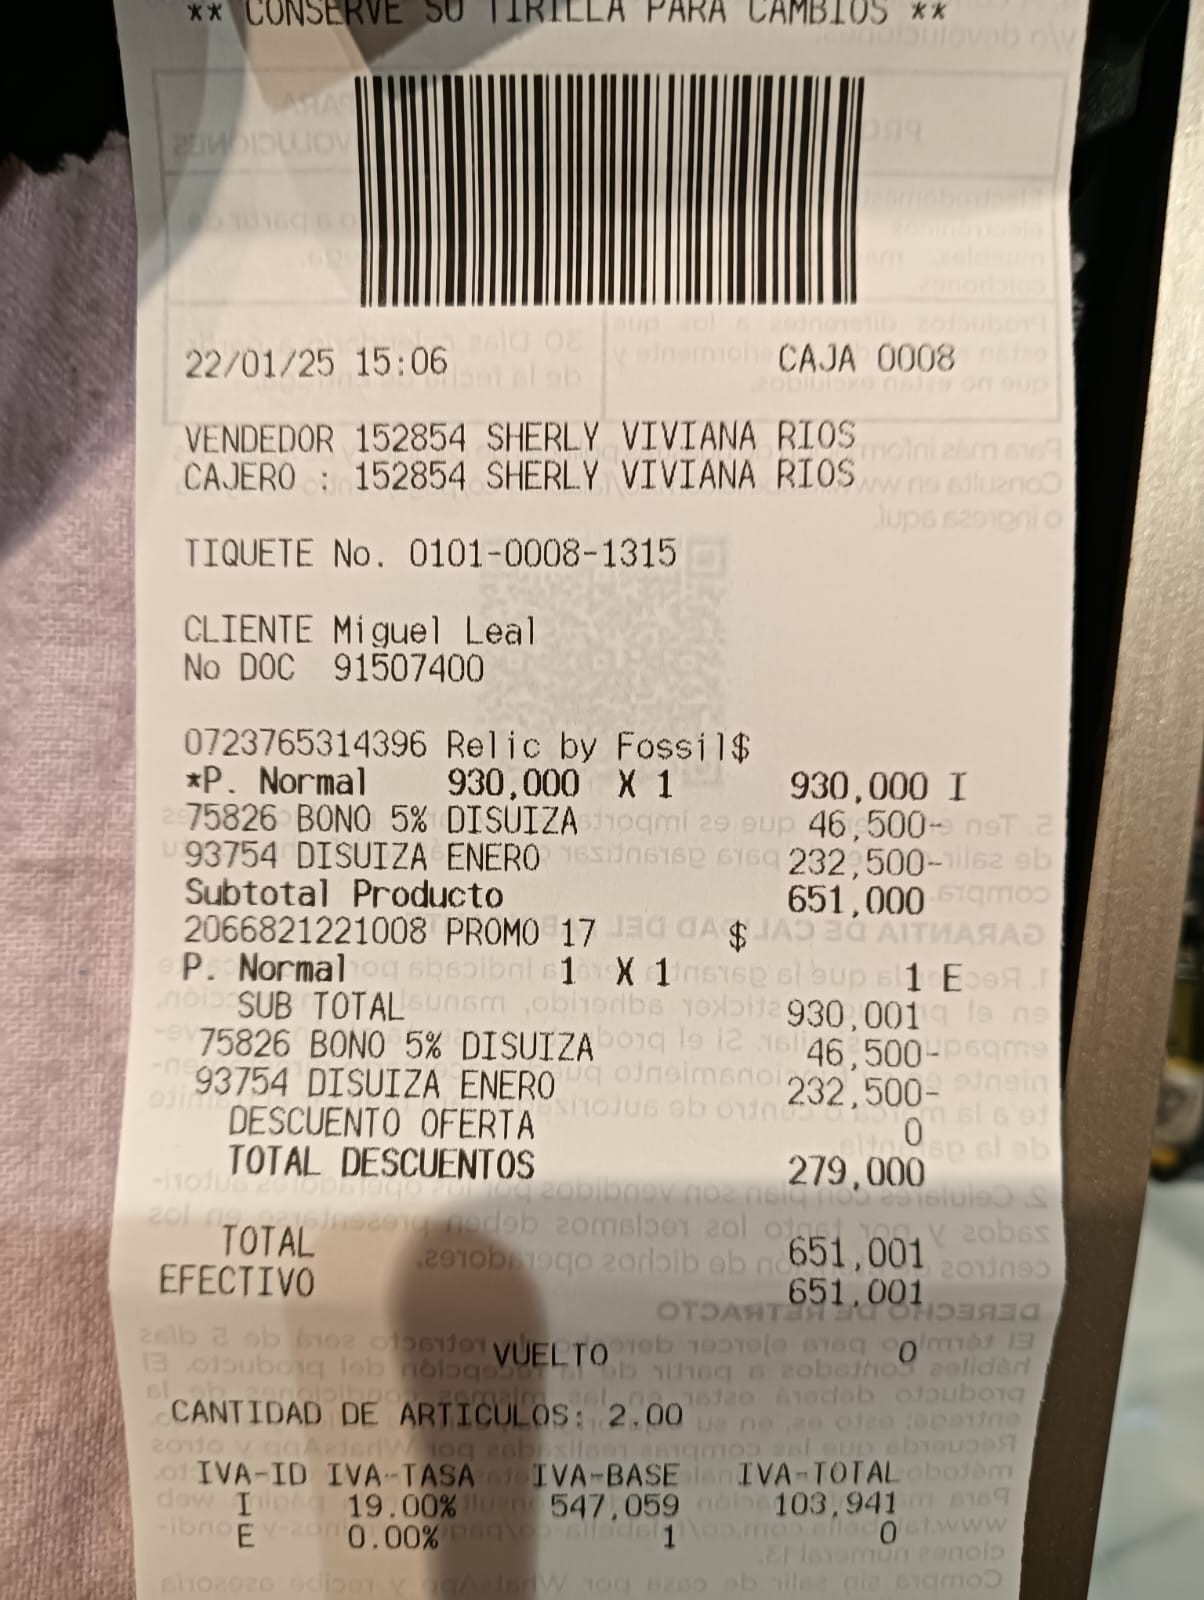 ** CONSERVE SU TIRILLA PARA CAMBIOS **
22/01/25 15:06 CAJA 0008
VENDEDOR 152854 SHERLY VIVIANA RIOS
CAJERO : 152854 SHERLY VIVIANA RIOS
TIQUETE No. 0101-0008-1315
CLIENTE Miguel Leal
No DOC 91507400
0723765314396 Relic by Fossil$
*P. Normal 930,000 X 1 930,000 I
75826 BONO 5% DISUIZA 46,500-
93754 DISUIZA ENERO 232,500-
Subtotal Producto 651,000
2066821221008 PROMO 17 $
P. Normal 1 X 1 1 E
SUB TOTAL 930,001
75826 BONO 5% DISUIZA 46,500-
93754 DISUIZA ENERO 232,500-
DESCUENTO OFERTA 0
TOTAL DESCUENTOS 279,000
TOTAL 651,001
EFECTIVO 651,001
VUELTO 0
CANTIDAD DE ARTICULOS: 2.00
IVA-ID IVA-TASA IVA-BASE IVA-TOTAL
I 19.00% 547,059 103,941
E 0.00% 1 0